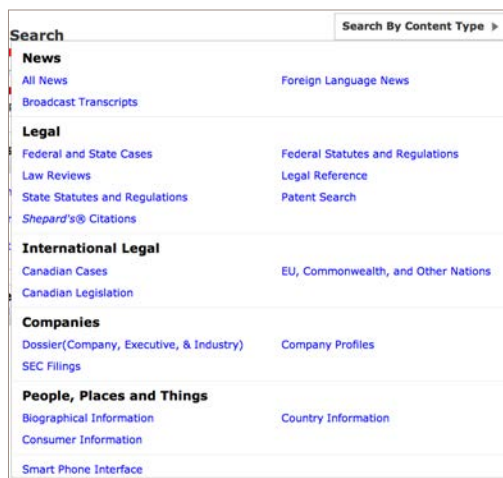 Search
Search By Content Type
News
All News
Foreign Language News
Broadcast Transcripts
Legal
Federal and State Cases
Federal Statutes and Regulations
Law Reviews
Legal Reference
State Statutes and Regulations
Patent Search
Shepard's® Citations
International Legal
Canadian Cases
EU, Commonwealth, and Other Nations
Canadian Legislation
Companies
Dossier(Company, Executive, & Industry)
Company Profiles
SEC Filings
People, Places and Things
Biographical Information
Country Information
Consumer Information
Smart Phone Interface